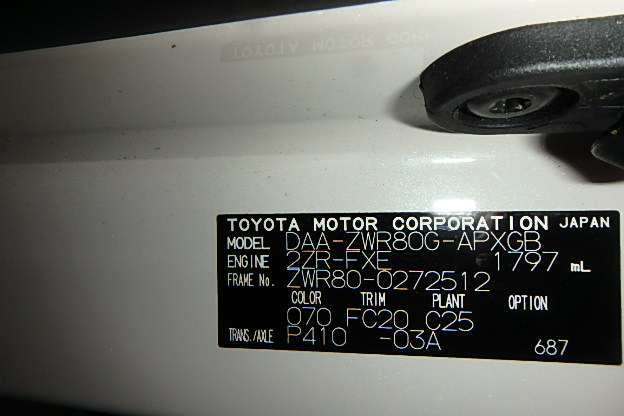 TOYOTA MOTOR CORPORATION JAPAN
MODEL DAA-ZWR80G-APXGB
ENGINE 2ZR-FXE 1797 mL
FRAME No. ZWR80-0272512
COLOR TRIM PLANT OPTION
070 FC20 C25
TRANS./AXLE P410 -03A
687